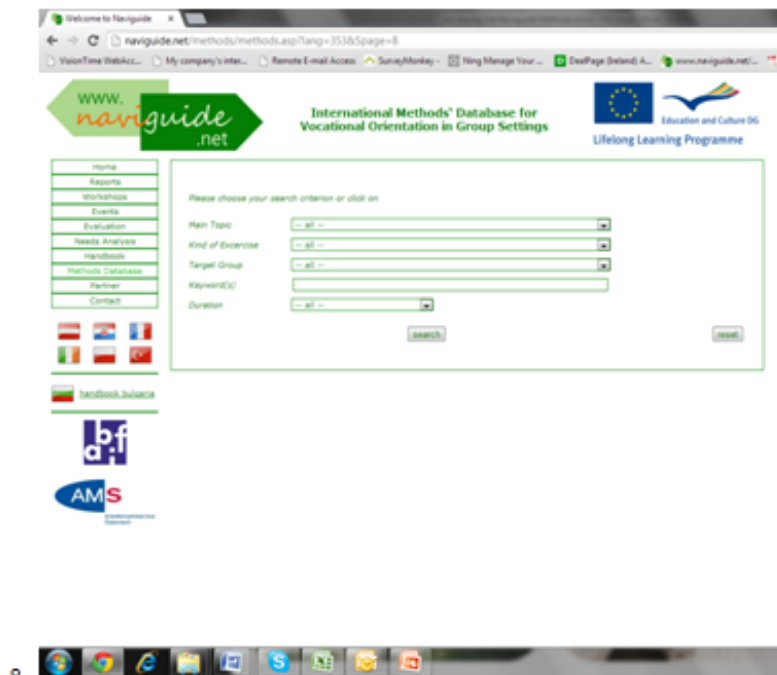 Welcome to Naviguide
naviguide.net/methods/methods.asp?lang=353&Spage=8
VisionTime WebAcc...
My company's inter...
Remote E-mail Access
SurveyMonkey -
Ning Manage Your ...
DealPage (Ireland) A...
www.naviguide.net/...
www.
naviguide
.net
International Methods' Database for
Vocational Orientation in Group Settings
Education and Culture DG
Lifelong Learning Programme
Home
Reports
Workshops
Events
Evaluation
Needs Analysis
Handbook
Methods Database
Partner
Contact
Please choose your search criterion or click on
Main Topic
-- all --
Kind of Excercise
-- all --
Target Group
-- all --
Keyword(s)
Duration
-- all --
search
reset
handbook bulgaria
abif
AMS